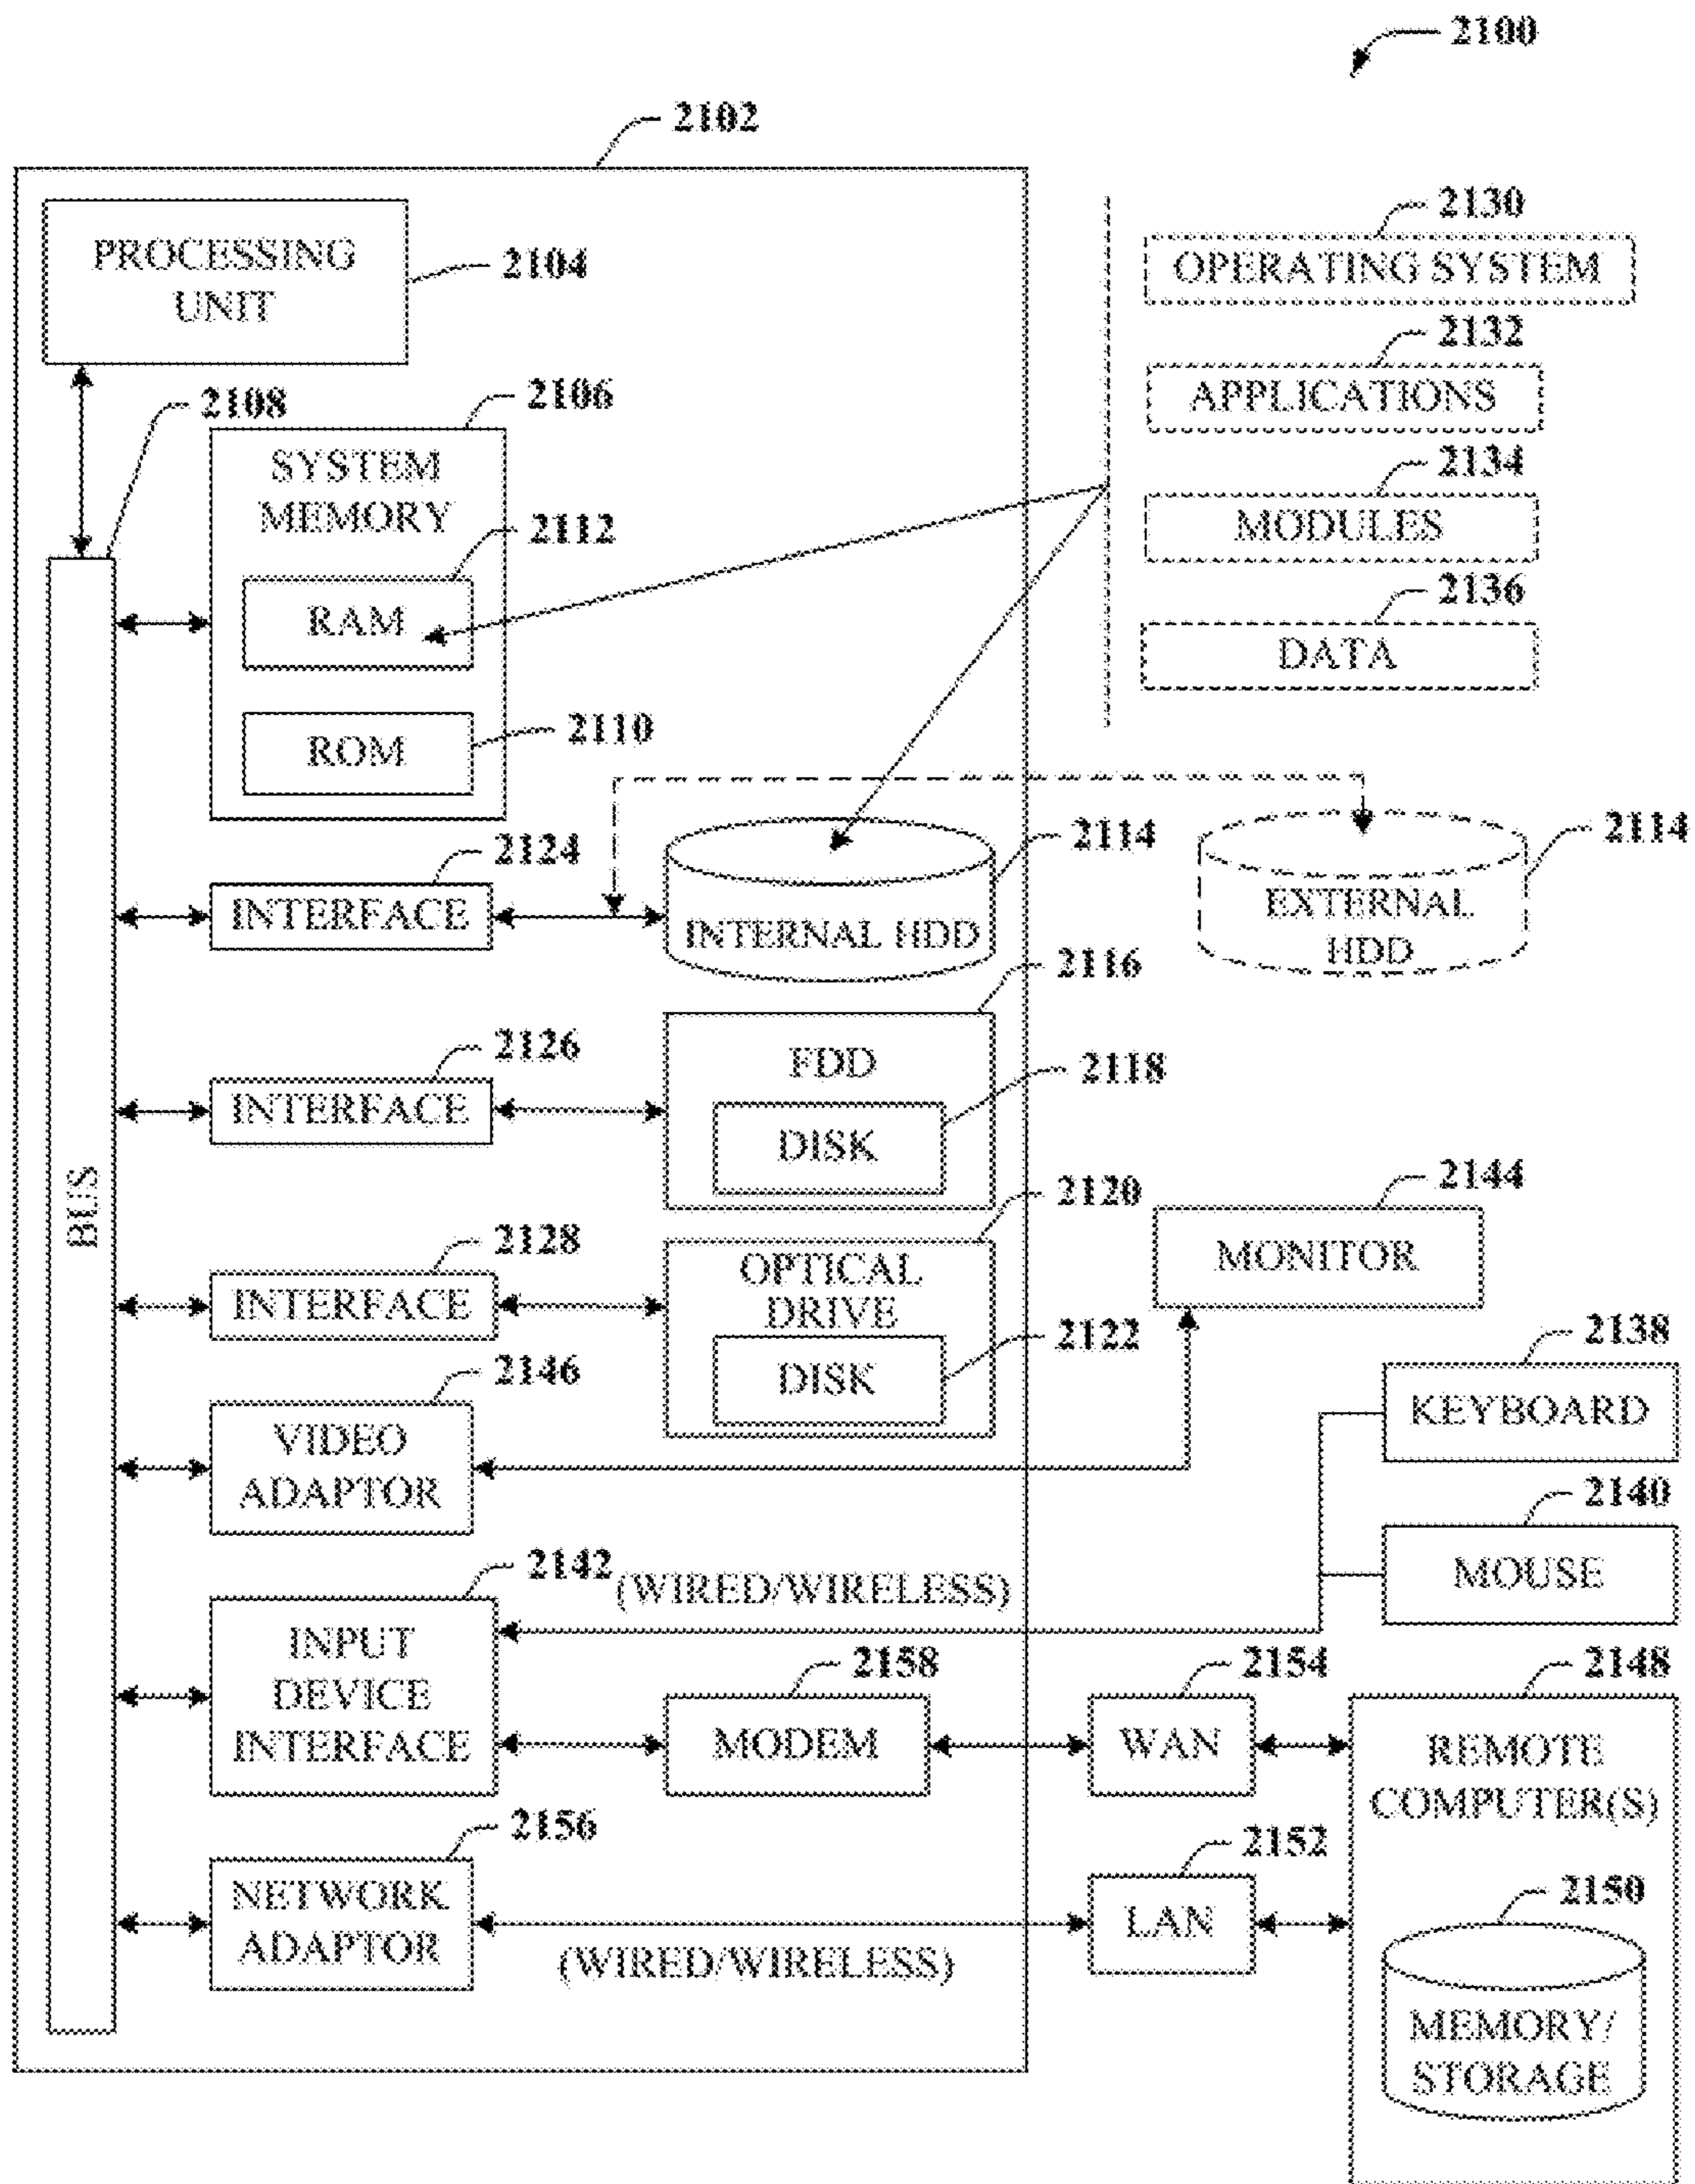 2100
2102
PROCESSING
UNIT
2104
2130
OPERATING SYSTEM
2132
APPLICATIONS
2134
MODULES
2136
DATA
2108
2106
SYSTEM
MEMORY
2112
RAM
2110
ROM
2124
INTERFACE
2114
INTERNAL HDD
2114
EXTERNAL
HDD
2116
2126
INTERFACE
FDD
2118
DISK
BUS
2120
2128
INTERFACE
OPTICAL
DRIVE
2122
DISK
2144
MONITOR
2146
VIDEO
ADAPTOR
2138
KEYBOARD
2140
MOUSE
2142
(WIRED/WIRELESS)
INPUT
DEVICE
INTERFACE
2158
MODEM
2154
WAN
2148
REMOTE
COMPUTER(S)
2156
NETWORK
ADAPTOR
(WIRED/WIRELESS)
2152
LAN
2150
MEMORY/
STORAGE